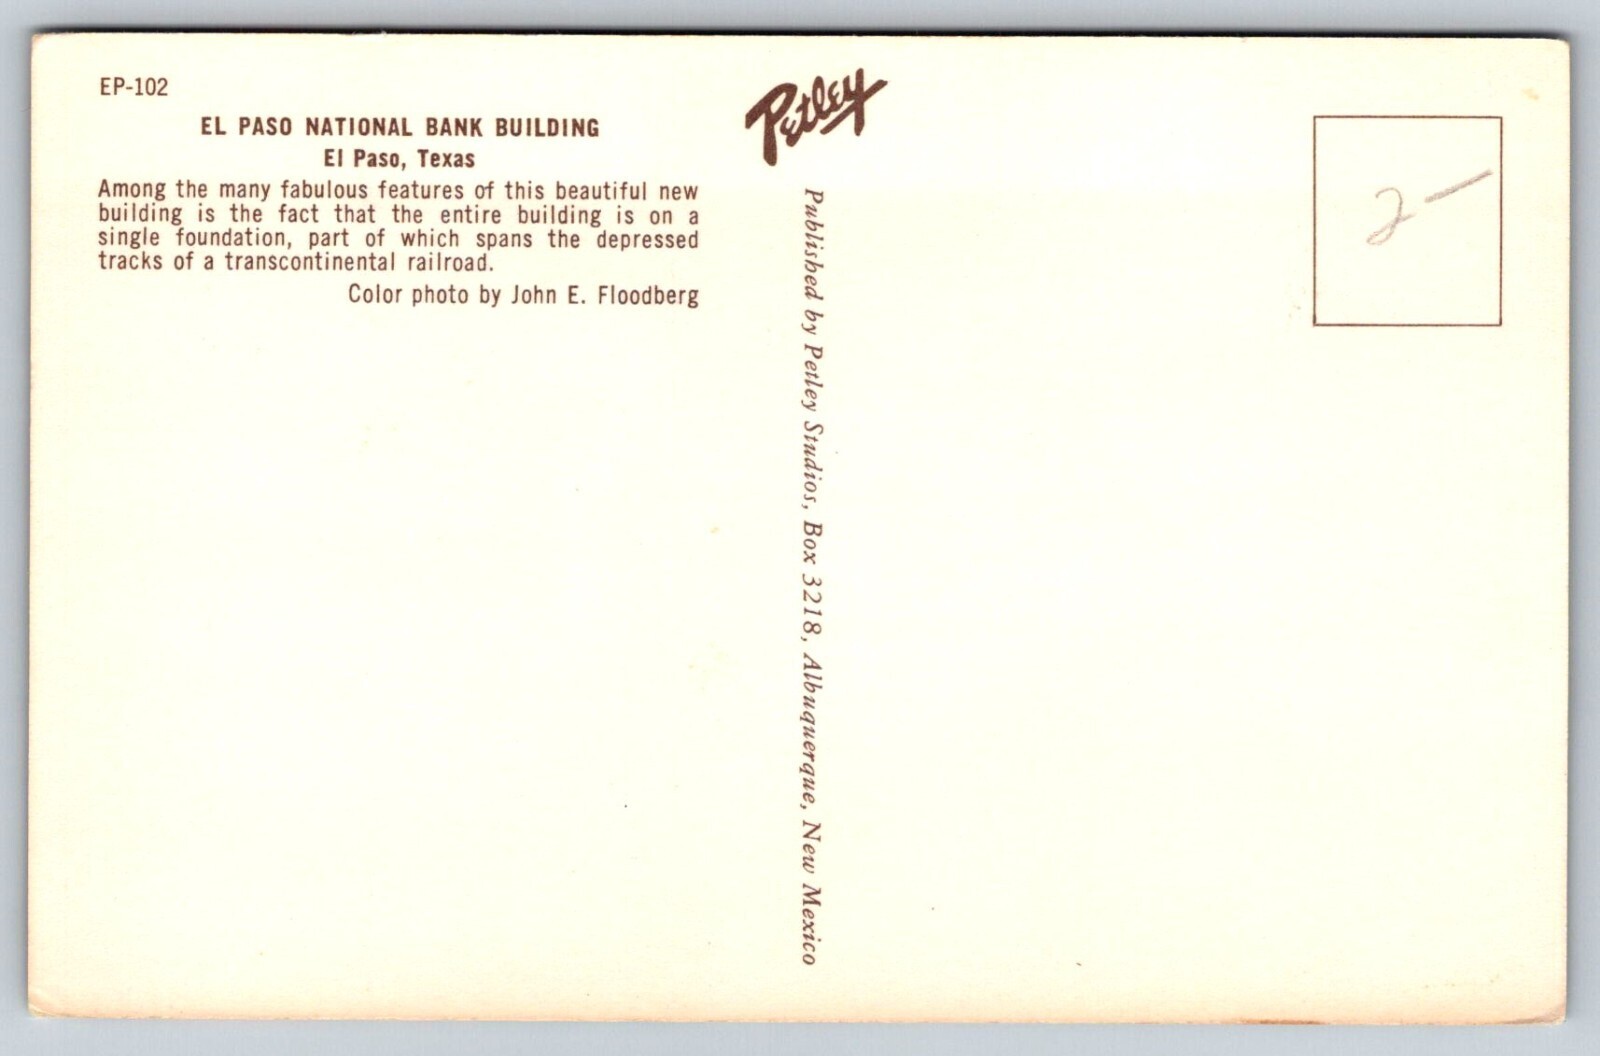 EP-102
EL PASO NATIONAL BANK BUILDING
El Paso, Texas
Among the many fabulous features of this beautiful new
building is the fact that the entire building is on a
single foundation, part of which spans the depressed
tracks of a transcontinental railroad.
Color photo by John E. Floodberg
Petley
Published by Petley Studios, Box 3218, Albuquerque, New Mexico
2-